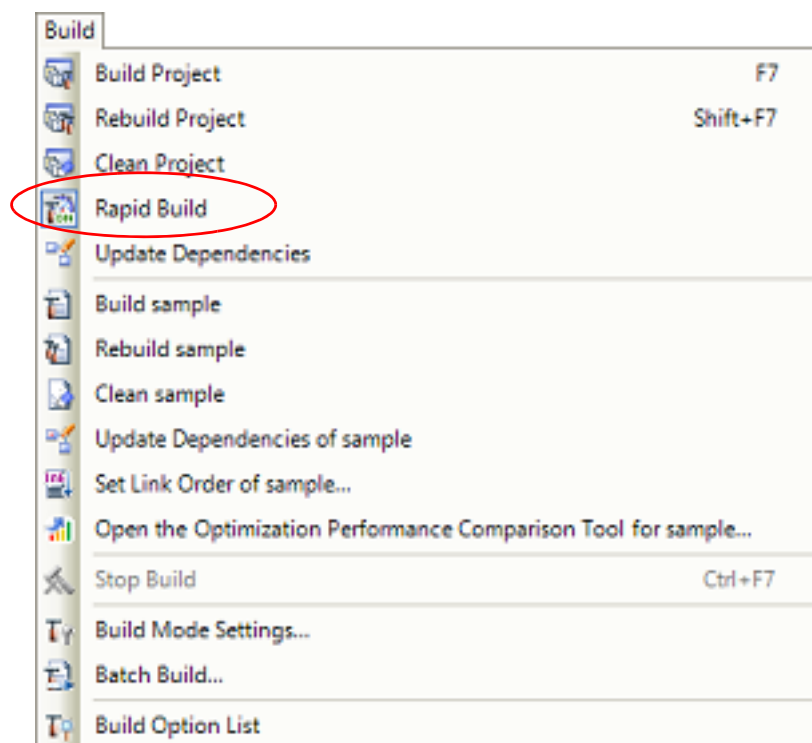 Build
Build Project F7
Rebuild Project Shift+F7
Clean Project
Rapid Build
Update Dependencies
Build sample
Rebuild sample
Clean sample
Update Dependencies of sample
Set Link Order of sample...
Open the Optimization Performance Comparison Tool for sample...
Stop Build Ctrl+F7
Build Mode Settings...
Batch Build...
Build Option List